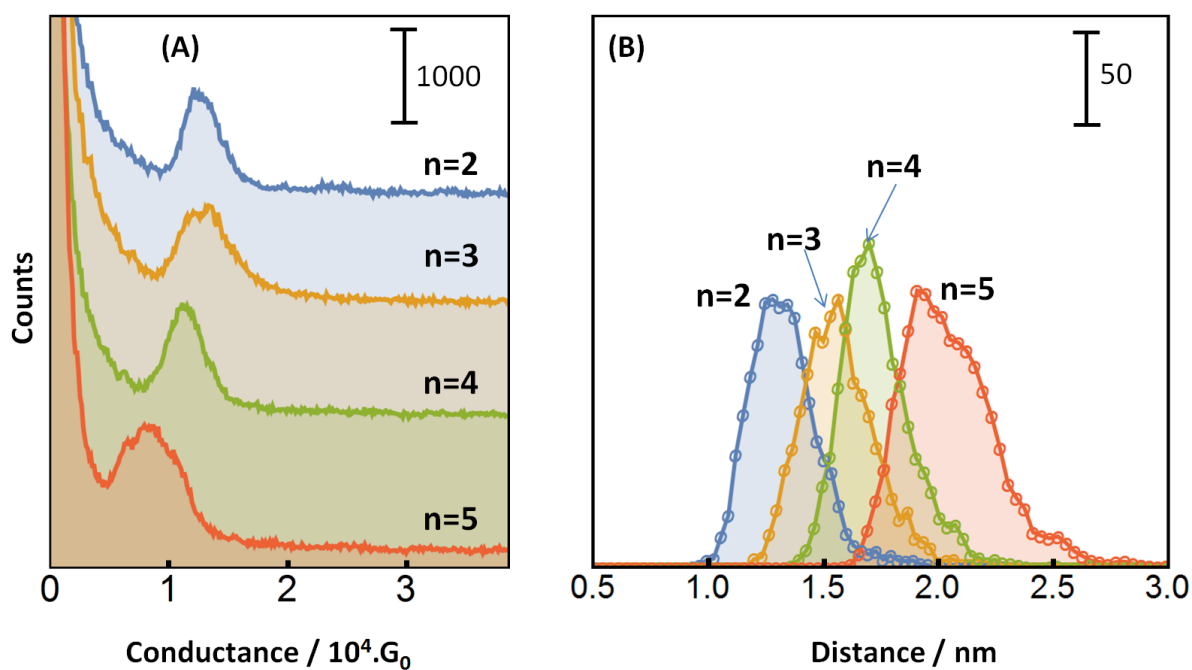 (A)
1000
n=2
n=3
n=4
n=5
Counts
0 1 2 3
Conductance / 10⁴.G₀
(B)
50
n=4
n=3
n=2
n=5
0.5 1.0 1.5 2.0 2.5 3.0
Distance / nm